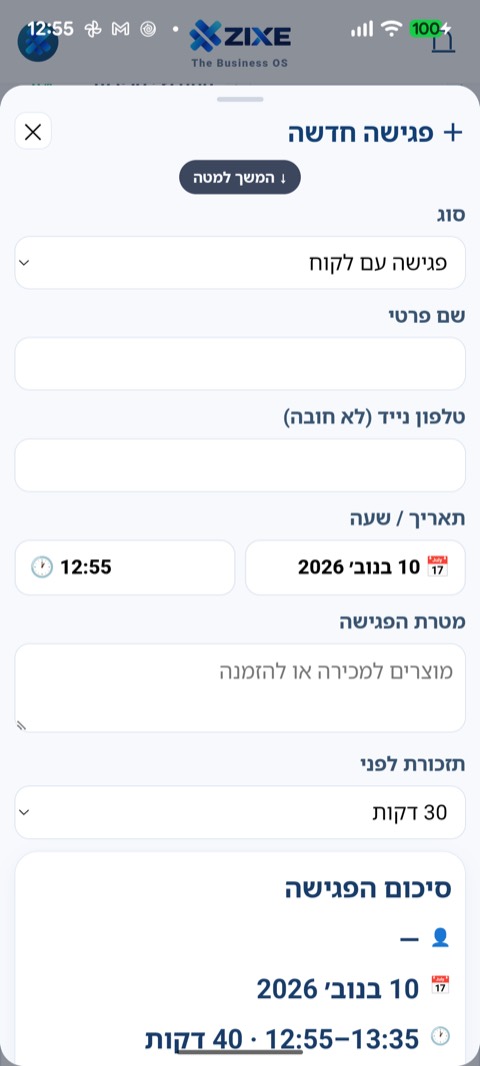 12:55
100
ZIXE
The Business OS
+ פגישה חדשה
↓ המשך למטה
סוג
פגישה עם לקוח
שם פרטי
טלפון נייד (לא חובה)
תאריך / שעה
10 בנוב׳ 2026
12:55
מטרת הפגישה
מוצרים למכירה או להזמנה
תזכורת לפני
30 דקות
סיכום הפגישה
—
10 בנוב׳ 2026
12:55–13:35 · 40 דקות